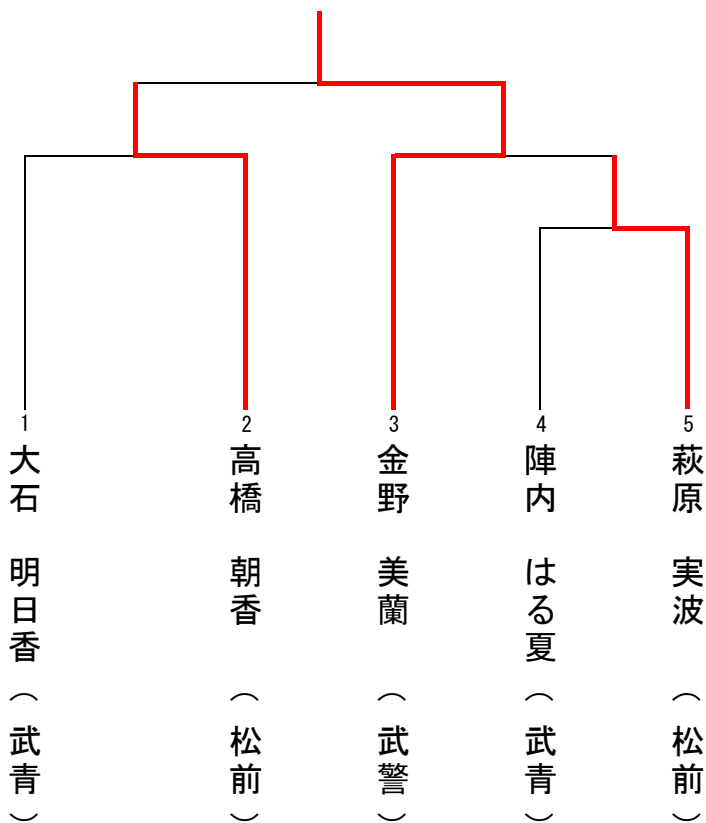 1
大石 明日香（武青）
2
高橋 朝香（松前）
3
金野 美蘭（武警）
4
陣内 はる夏（武青）
5
萩原 実波（松前）